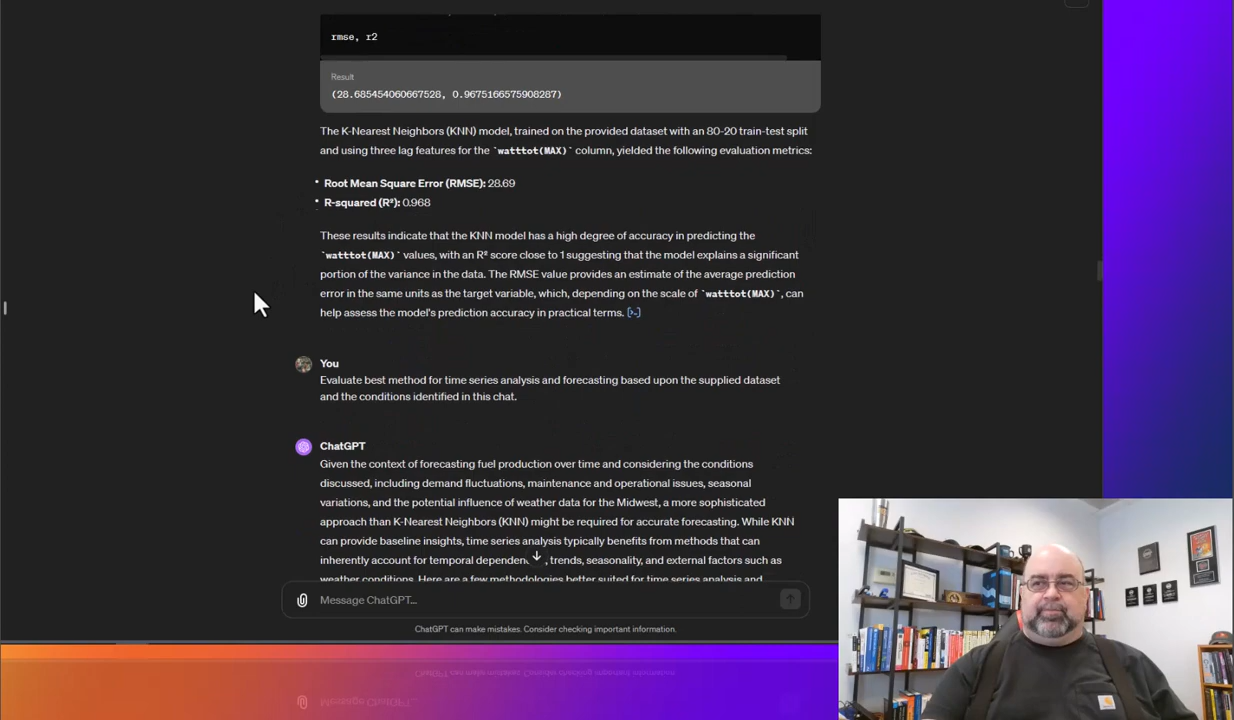 rmse, r2
Result
(28.685454060667528, 0.9675166575908287)
The K-Nearest Neighbors (KNN) model, trained on the provided dataset with an 80-20 train-test split
and using three lag features for the `watttot(MAX)` column, yielded the following evaluation metrics:
• Root Mean Square Error (RMSE): 28.69
• R-squared (R²): 0.968
These results indicate that the KNN model has a high degree of accuracy in predicting the
`watttot(MAX)` values, with an R² score close to 1 suggesting that the model explains a significant
portion of the variance in the data. The RMSE value provides an estimate of the average prediction
error in the same units as the target variable, which, depending on the scale of `watttot(MAX)`, can
help assess the model's prediction accuracy in practical terms. [>-]
You
Evaluate best method for time series analysis and forecasting based upon the supplied dataset
and the conditions identified in this chat.
ChatGPT
Given the context of forecasting fuel production over time and considering the conditions
discussed, including demand fluctuations, maintenance and operational issues, seasonal
variations, and the potential influence of weather data for the Midwest, a more sophisticated
approach than K-Nearest Neighbors (KNN) might be required for accurate forecasting. While KNN
can provide baseline insights, time series analysis typically benefits from methods that can
inherently account for temporal dependenc , trends, seasonality, and external factors such as
weather conditions. Here are a few methodologies better suited for time series analysis and
Message ChatGPT...
ChatGPT can make mistakes. Consider checking important information.